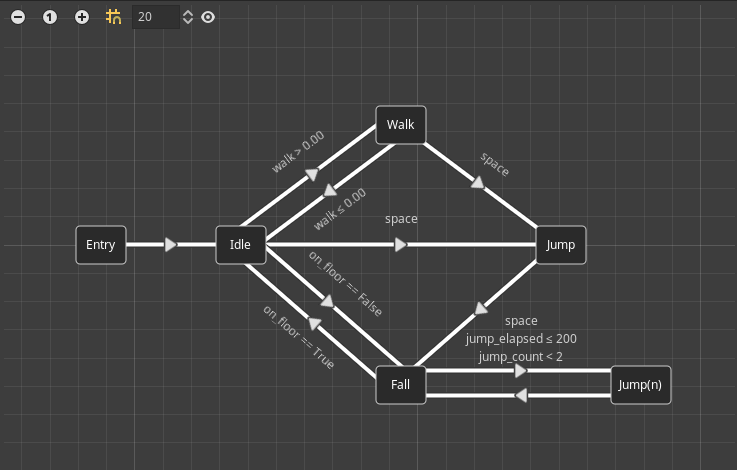 1
20
Walk
walk > 0.00
space
walk ≤ 0.00
space
Entry
Idle
Jump
on_floor == False
on_floor == True
space
jump_elapsed ≤ 200
jump_count < 2
Fall
Jump(n)